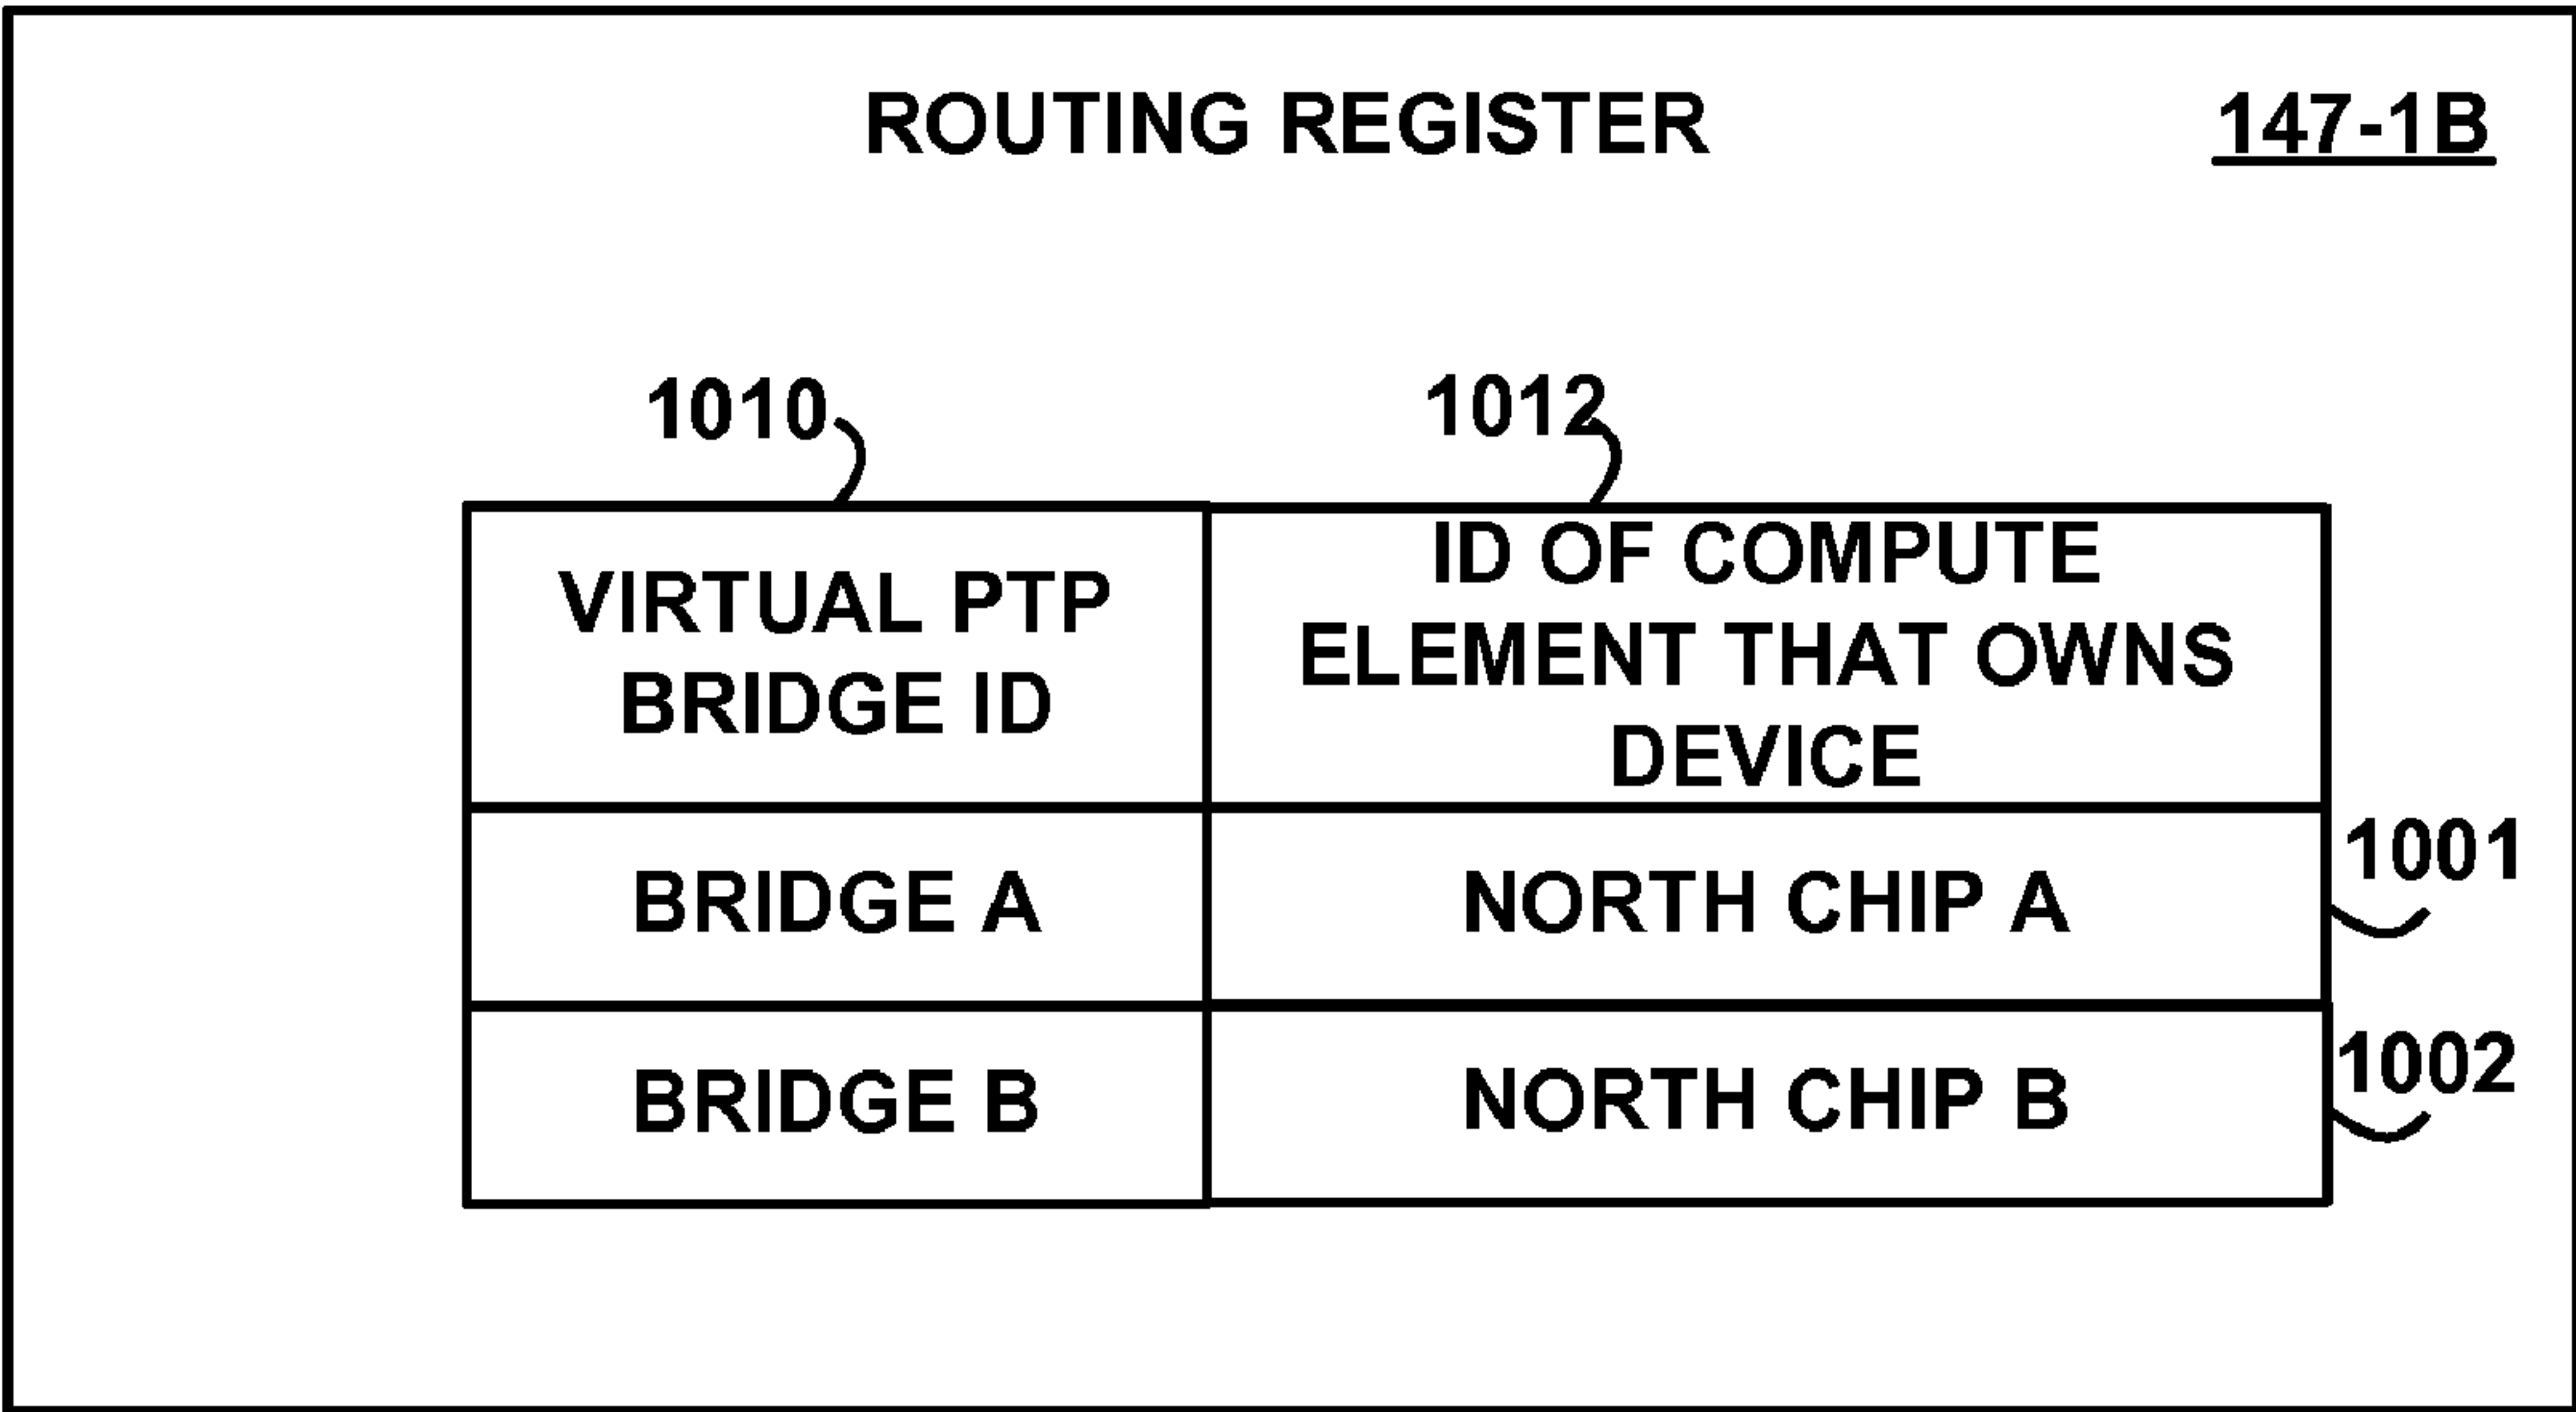 ROUTING REGISTER
147-1B
1010
1012
VIRTUAL PTP
BRIDGE ID
ID OF COMPUTE
ELEMENT THAT OWNS
DEVICE
BRIDGE A
NORTH CHIP A
1001
BRIDGE B
NORTH CHIP B
1002